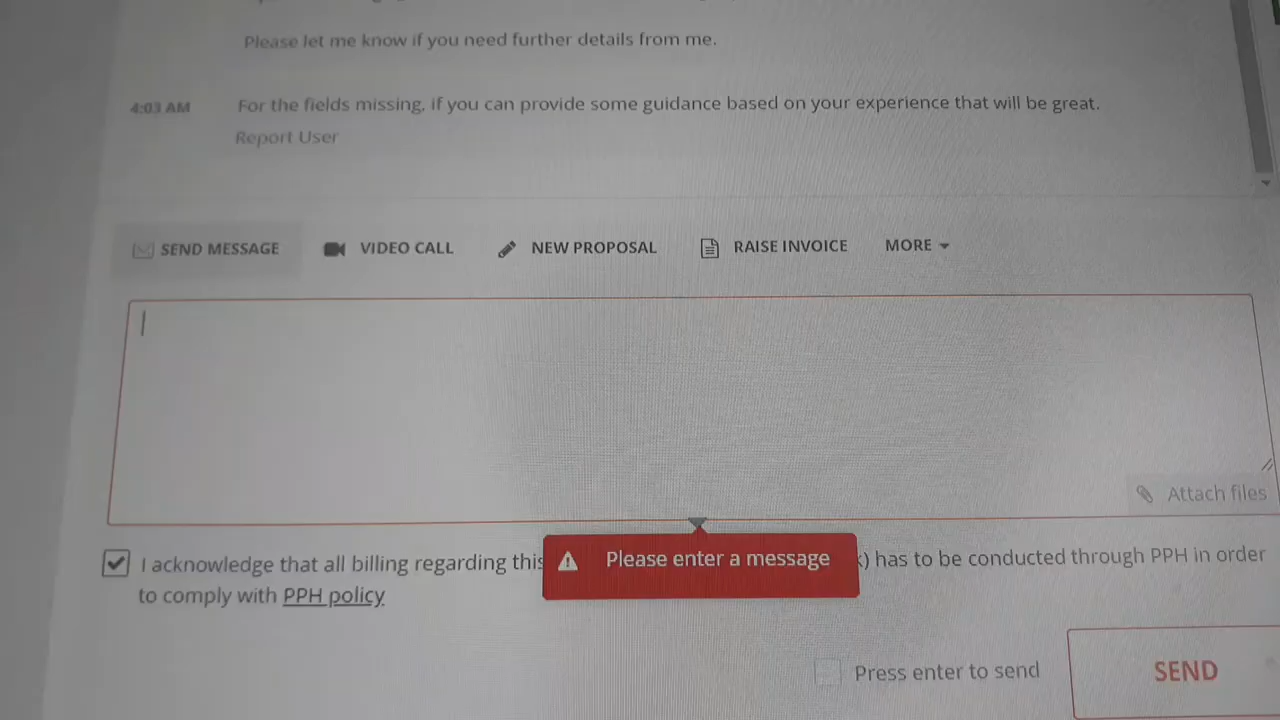 Please let me know if you need further details from me.
4:03 AM For the fields missing, if you can provide some guidance based on your experience that will be great.
Report User
SEND MESSAGE VIDEO CALL NEW PROPOSAL RAISE INVOICE MORE
Attach files
I acknowledge that all billing regarding this Please enter a message k) has to be conducted through PPH in order
to comply with PPH policy
Press enter to send SEND